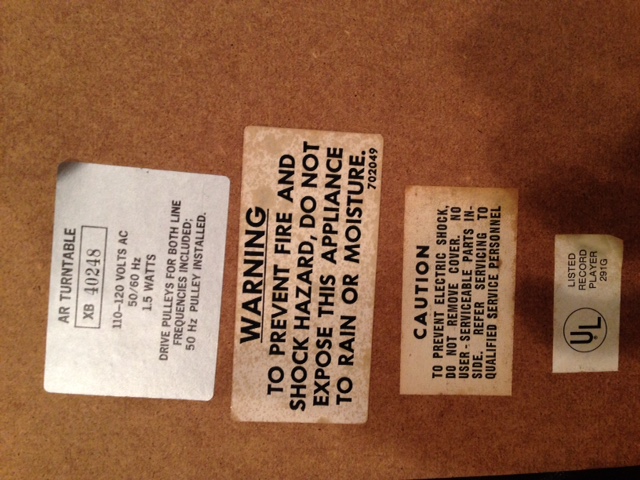 AR TURNTABLE
XB 40248
110-120 VOLTS AC
50/60 Hz
1.5 WATTS
DRIVE PULLEYS FOR BOTH LINE
FREQUENCIES INCLUDED;
50 Hz PULLEY INSTALLED.
WARNING
TO PREVENT FIRE AND
SHOCK HAZARD, DO NOT
EXPOSE THIS APPLIANCE
TO RAIN OR MOISTURE.
702049
CAUTION
TO PREVENT ELECTRIC SHOCK,
DO NOT REMOVE COVER. NO
USER-SERVICEABLE PARTS IN-
SIDE. REFER SERVICING TO
QUALIFIED SERVICE PERSONNEL
UL
LISTED
RECORD
PLAYER
291G